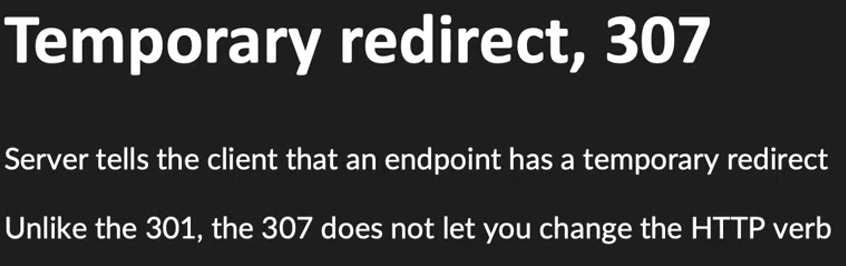 Temporary redirect, 307
Server tells the client that an endpoint has a temporary redirect
Unlike the 301, the 307 does not let you change the HTTP verb